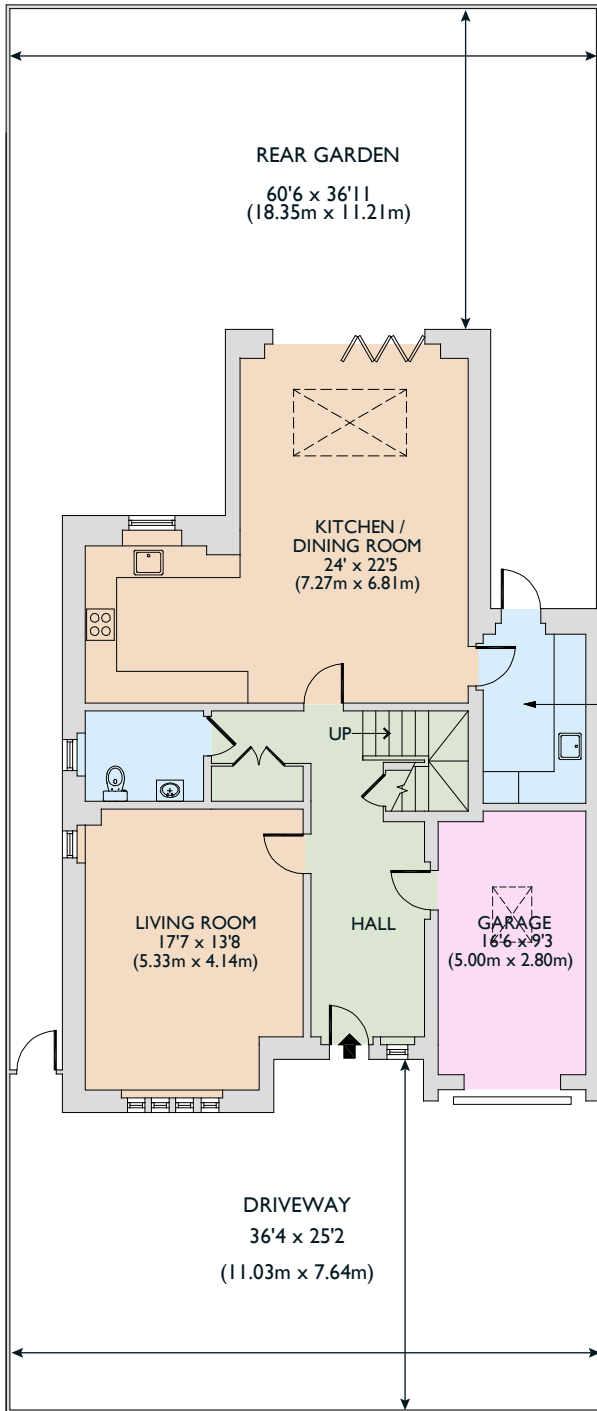 REAR GARDEN
60'6 x 36'11
(18.35m x 11.21m)
KITCHEN /
DINING ROOM
24' x 22'5
(7.27m x 6.81m)
UP
LIVING ROOM
17'7 x 13'8
(5.33m x 4.14m)
HALL
GARAGE
16'6 x 9'3
(5.00m x 2.80m)
DRIVEWAY
36'4 x 25'2
(11.03m x 7.64m)